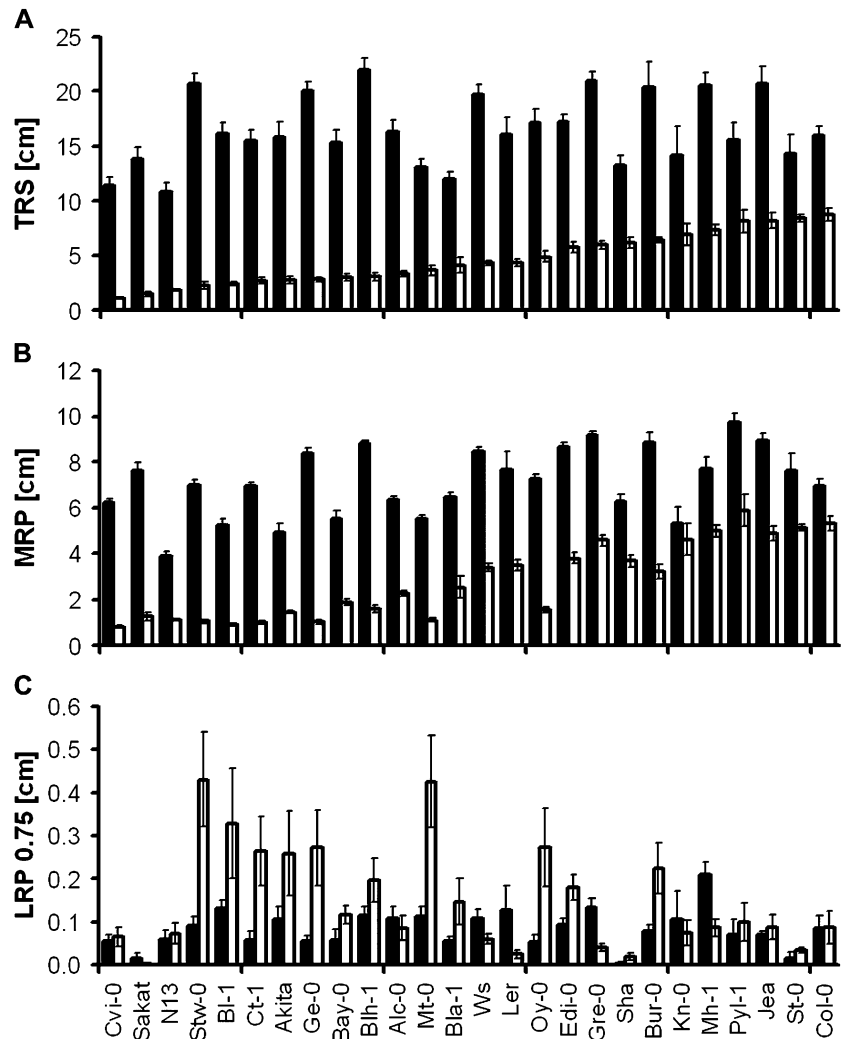 A
TRS [cm]
25
20
15
10
5
0
B
MRP [cm]
12
10
8
6
4
2
0
C
LRP 0.75 [cm]
0.6
0.5
0.4
0.3
0.2
0.1
0.0
Cvi-0
Sakat
N13
Stw-0
Bl-1
Ct-1
Akita
Ge-0
Bay-0
Blh-1
Alc-0
Mt-0
Bla-1
Ws
Ler
Oy-0
Edi-0
Gre-0
Sha
Bur-0
Kn-0
Mh-1
Pyl-1
Jea
St-0
Col-0